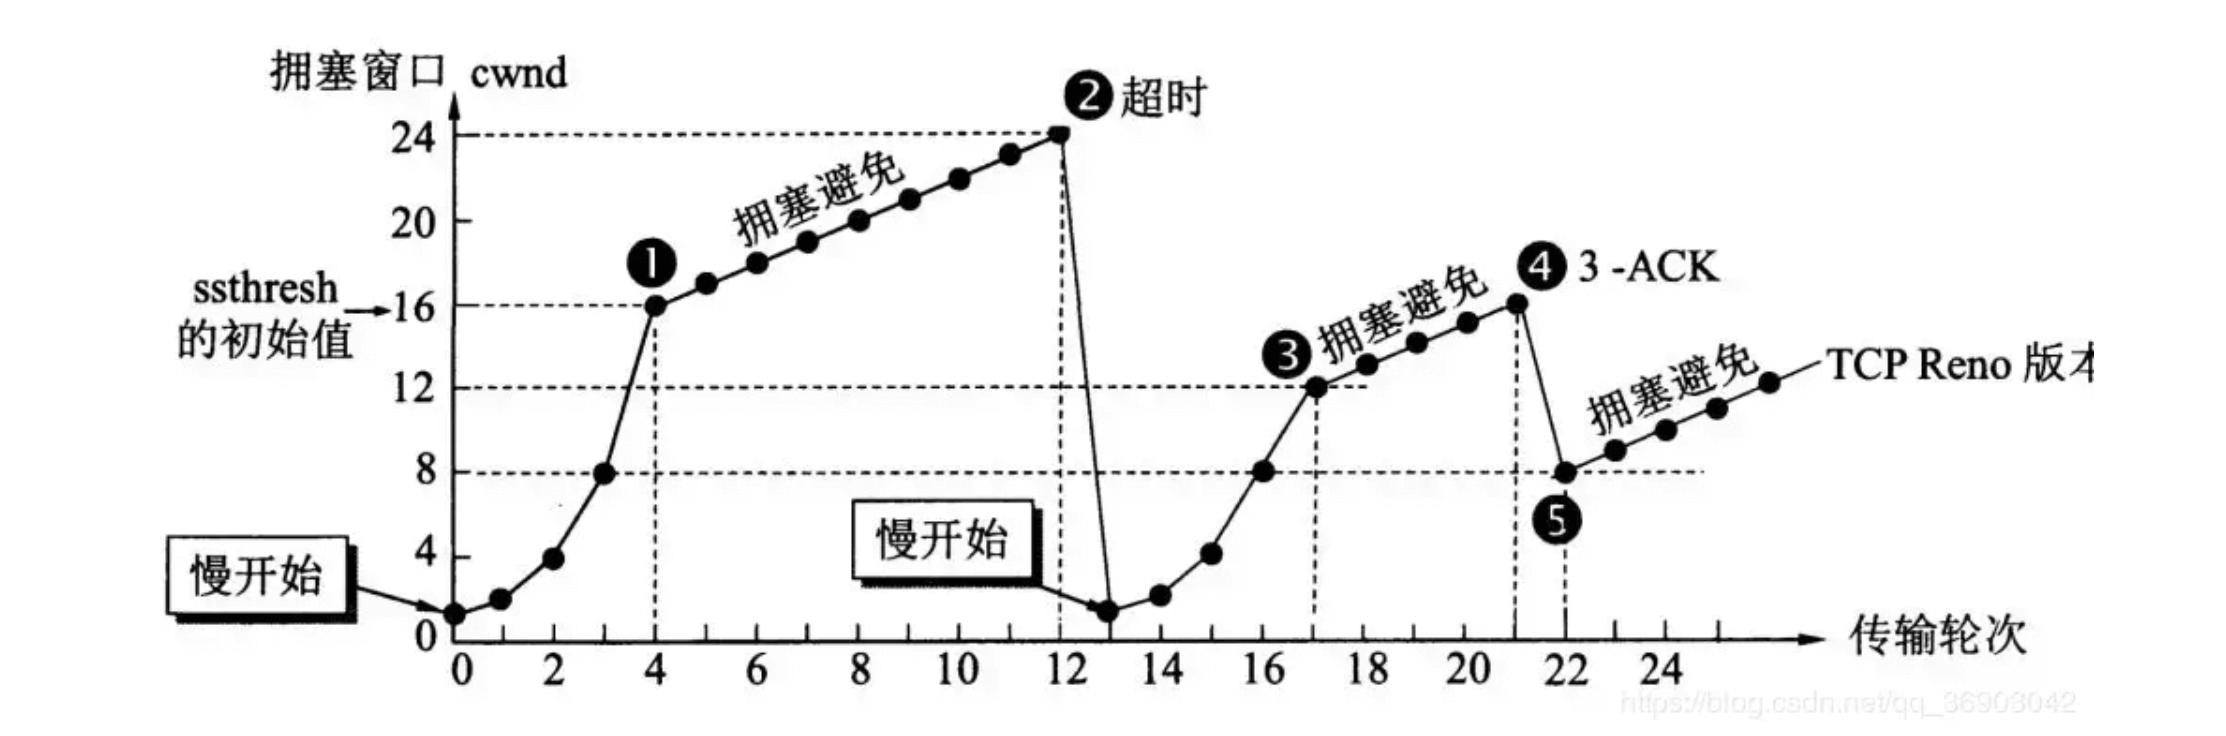 拥塞窗口 cwnd
❷超时
24
拥塞避免
20
❶
❹ 3 -ACK
ssthresh
的初始值
16
❸
拥塞避免
12
拥塞避免
TCP Reno 版本
8
❺
慢开始
4
慢开始
0
传输轮次
0 2 4 6 8 10 12 14 16 18 20 22 24
https://blog.csdn.net/qq_36903042